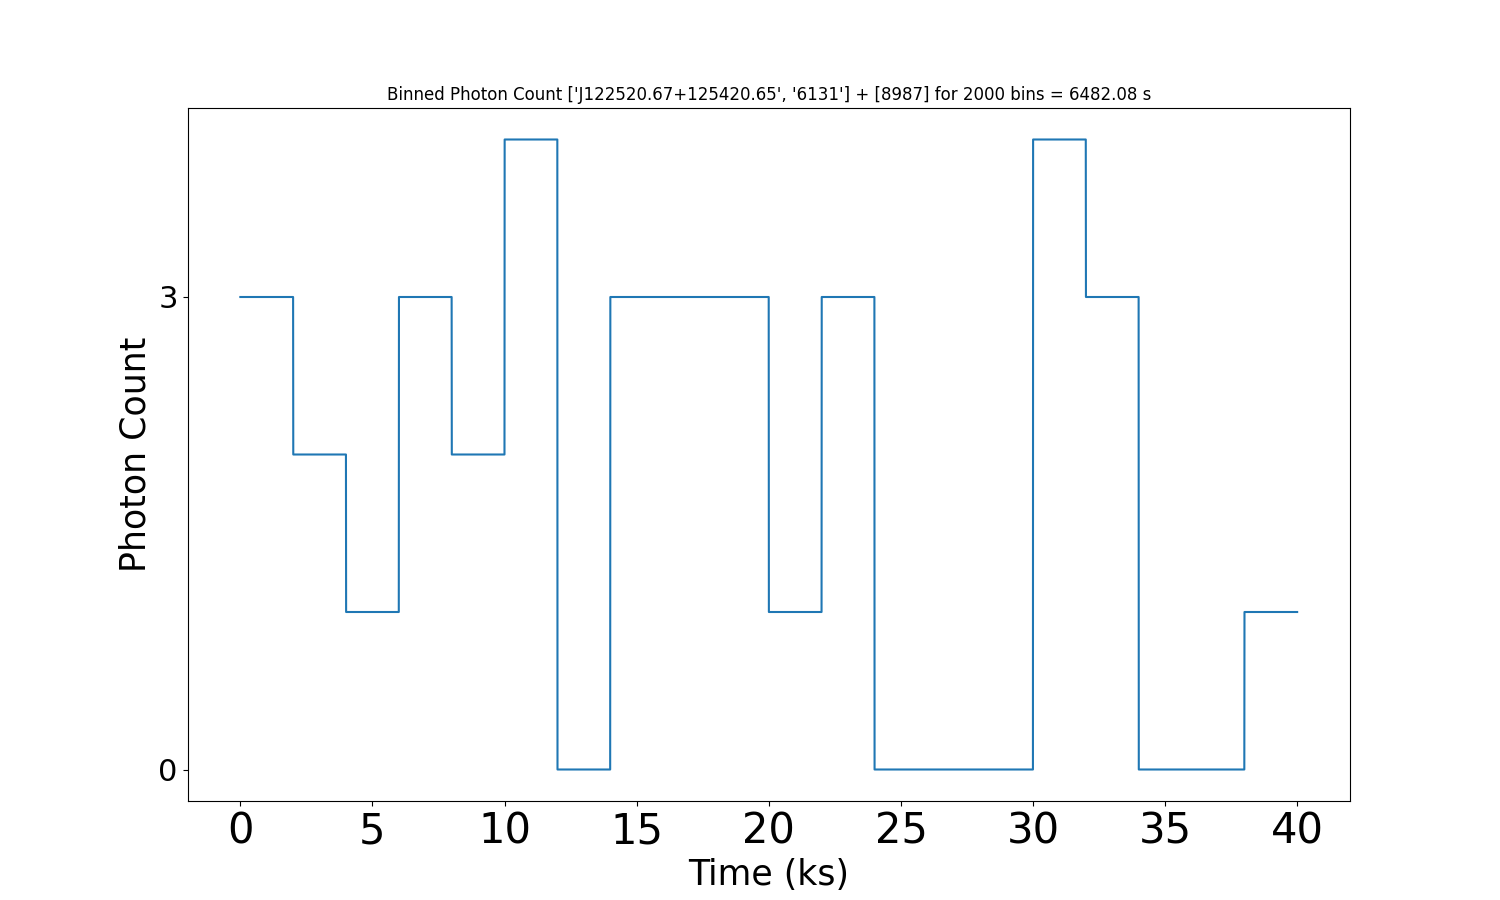 Binned Photon Count ['J122520.67+125420.65', '6131'] + [8987] for 2000 bins = 6482.08 s
3
Photon Count
0
0 5 10 15 20 25 30 35 40
Time (ks)